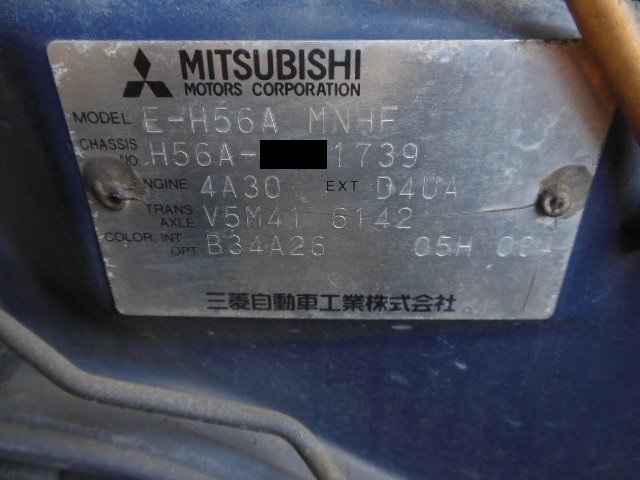 MITSUBISHI
MOTORS CORPORATION
MODEL E-H56A MNHF
CHASSIS NO. H56A- 1739
ENGINE 4A30 EXT D4UA
TRANS AXLE V5M41 6142
COLOR, INT OPT B34A26 05H
三菱自動車工業株式会社